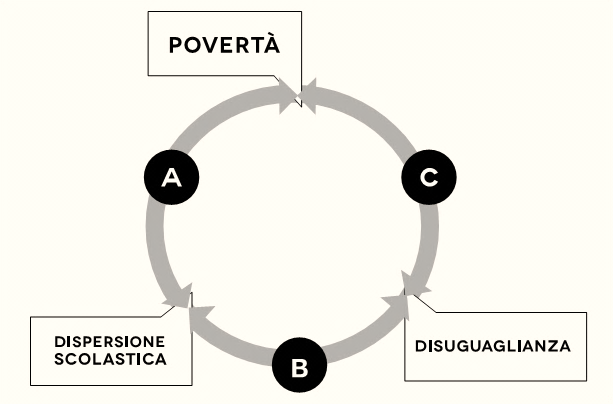 POVERTÀ
A
C
DISPERSIONE
SCOLASTICA
DISUGUAGLIANZA
B